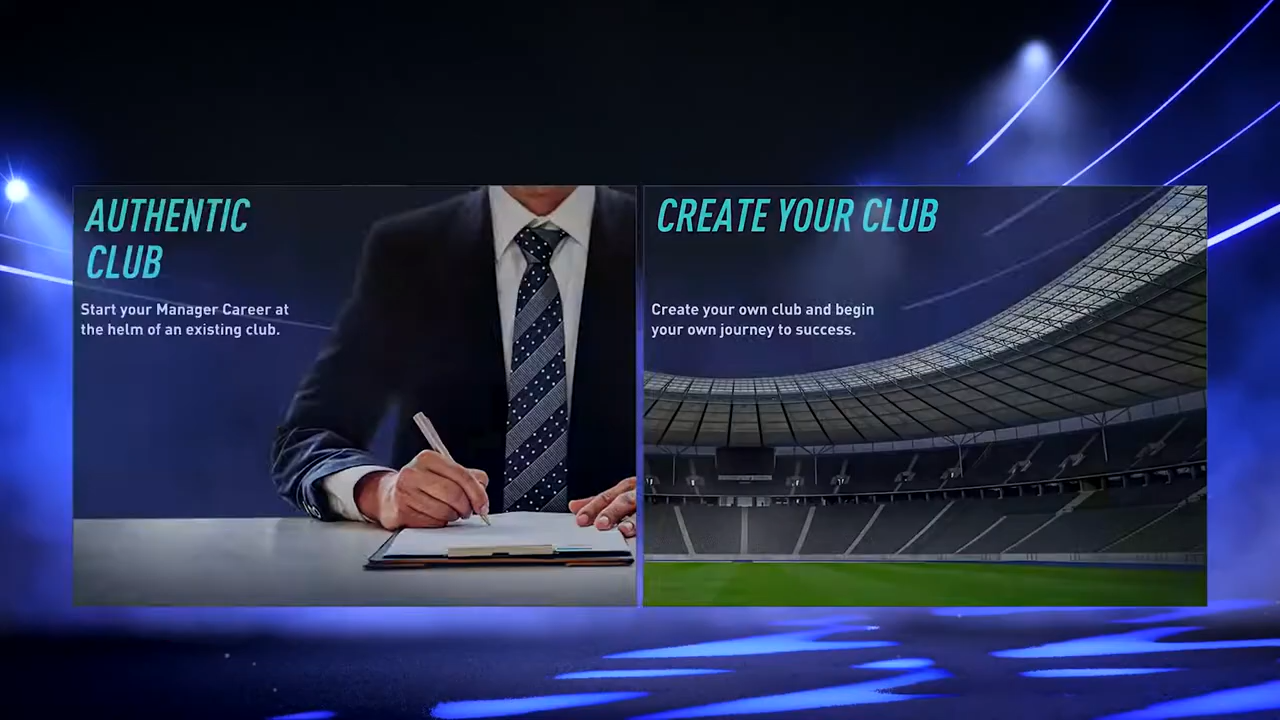 AUTHENTIC
CLUB
Start your Manager Career at
the helm of an existing club.
CREATE YOUR CLUB
Create your own club and begin
your own journey to success.